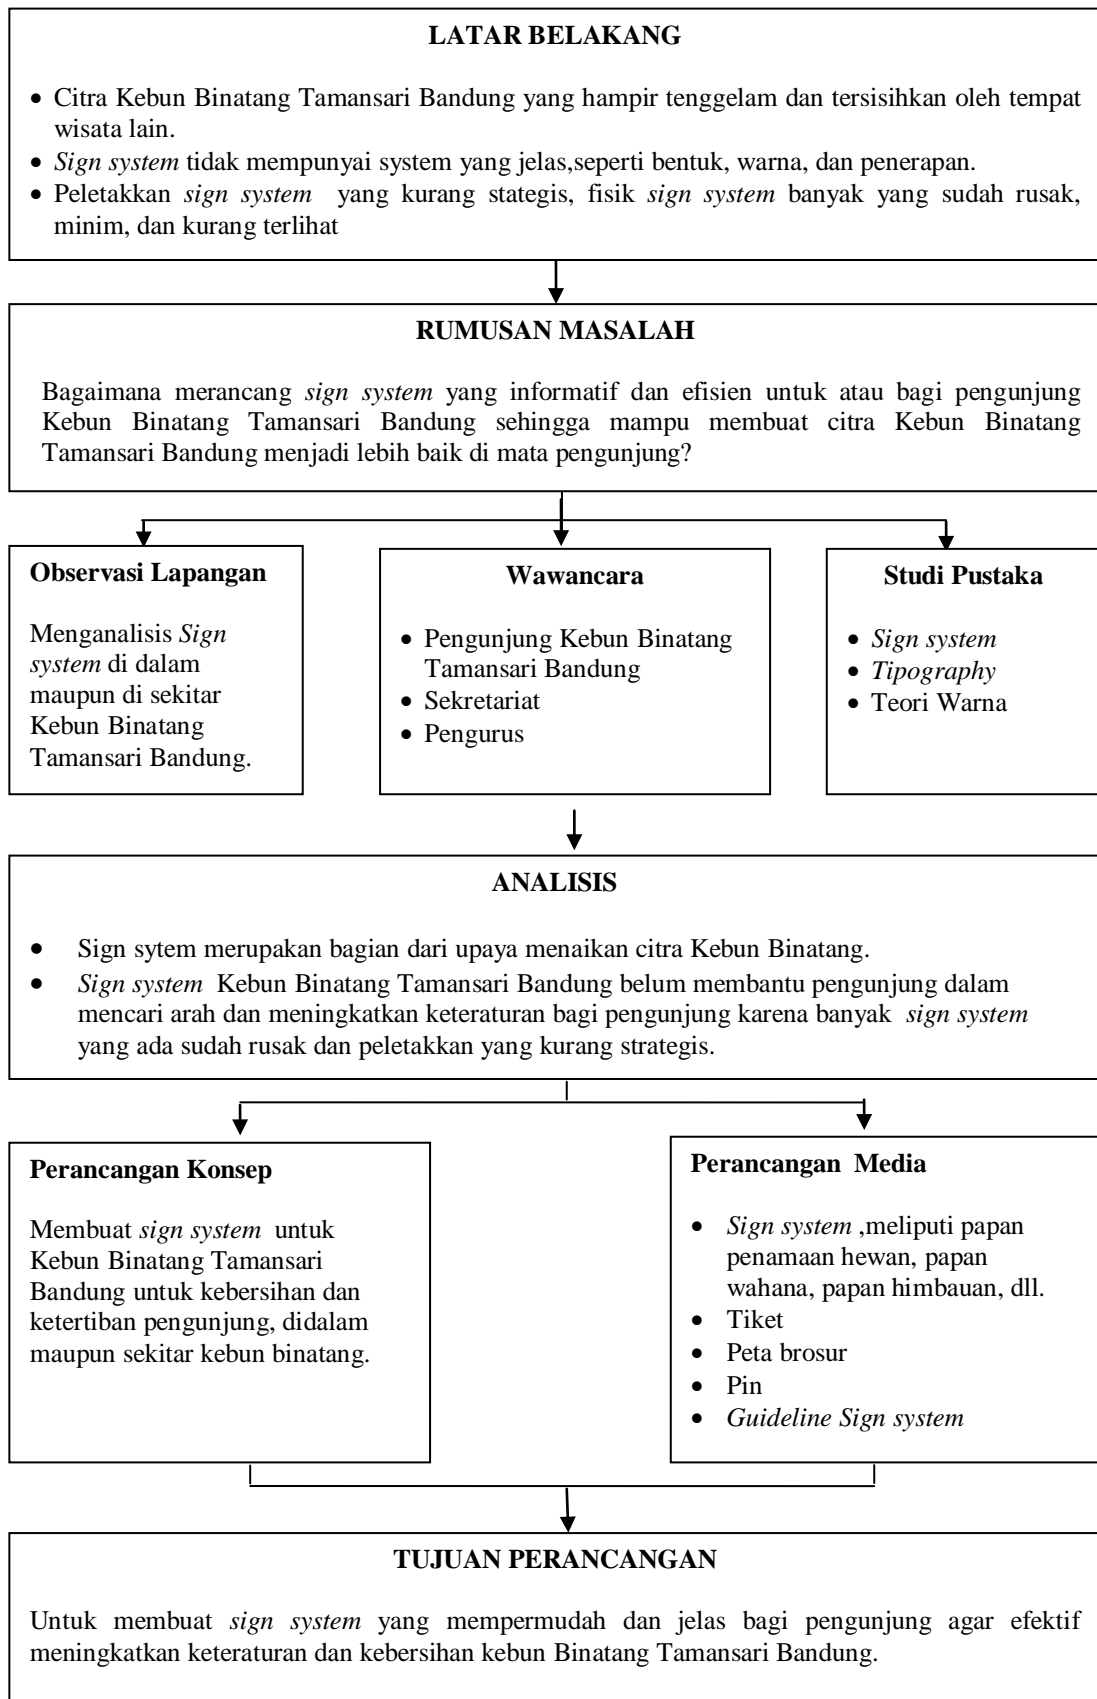 LATAR BELAKANG
• Citra Kebun Binatang Tamansari Bandung yang hampir tenggelam dan tersisihkan oleh tempat
wisata lain.
• Sign system tidak mempunyai system yang jelas,seperti bentuk, warna, dan penerapan.
• Peletakkan sign system yang kurang stategis, fisik sign system banyak yang sudah rusak,
minim, dan kurang terlihat
RUMUSAN MASALAH
Bagaimana merancang sign system yang informatif dan efisien untuk atau bagi pengunjung
Kebun Binatang Tamansari Bandung sehingga mampu membuat citra Kebun Binatang
Tamansari Bandung menjadi lebih baik di mata pengunjung?
Observasi Lapangan
Menganalisis Sign
system di dalam
maupun di sekitar
Kebun Binatang
Tamansari Bandung.
Wawancara
• Pengunjung Kebun Binatang
Tamansari Bandung
• Sekretariat
• Pengurus
Studi Pustaka
• Sign system
• Tipography
• Teori Warna
ANALISIS
• Sign sytem merupakan bagian dari upaya menaikan citra Kebun Binatang.
• Sign system Kebun Binatang Tamansari Bandung belum membantu pengunjung dalam
mencari arah dan meningkatkan keteraturan bagi pengunjung karena banyak sign system
yang ada sudah rusak dan peletakkan yang kurang strategis.
Perancangan Konsep
Membuat sign system untuk
Kebun Binatang Tamansari
Bandung untuk kebersihan dan
ketertiban pengunjung, didalam
maupun sekitar kebun binatang.
Perancangan Media
• Sign system ,meliputi papan
penamaan hewan, papan
wahana, papan himbauan, dll.
• Tiket
• Peta brosur
• Pin
• Guideline Sign system
TUJUAN PERANCANGAN
Untuk membuat sign system yang mempermudah dan jelas bagi pengunjung agar efektif
meningkatkan keteraturan dan kebersihan kebun Binatang Tamansari Bandung.